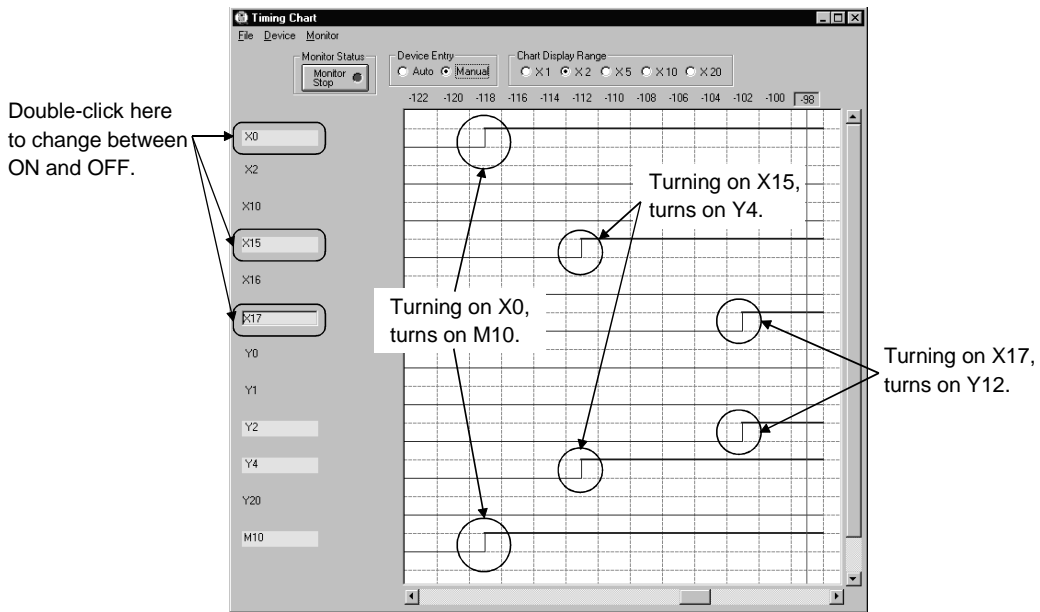 Timing Chart
File Device Monitor
Monitor Status
Monitor
Stop
Device Entry
Auto Manual
Chart Display Range
X1 X2 X5 X10 X20
-122 -120 -118 -116 -114 -112 -110 -108 -106 -104 -102 -100 -98
Double-click here
to change between
ON and OFF.
X0
X2
X10
X15
X16
X17
Y0
Y1
Y2
Y4
Y20
M10
Turning on X15,
turns on Y4.
Turning on X0,
turns on M10.
Turning on X17,
turns on Y12.